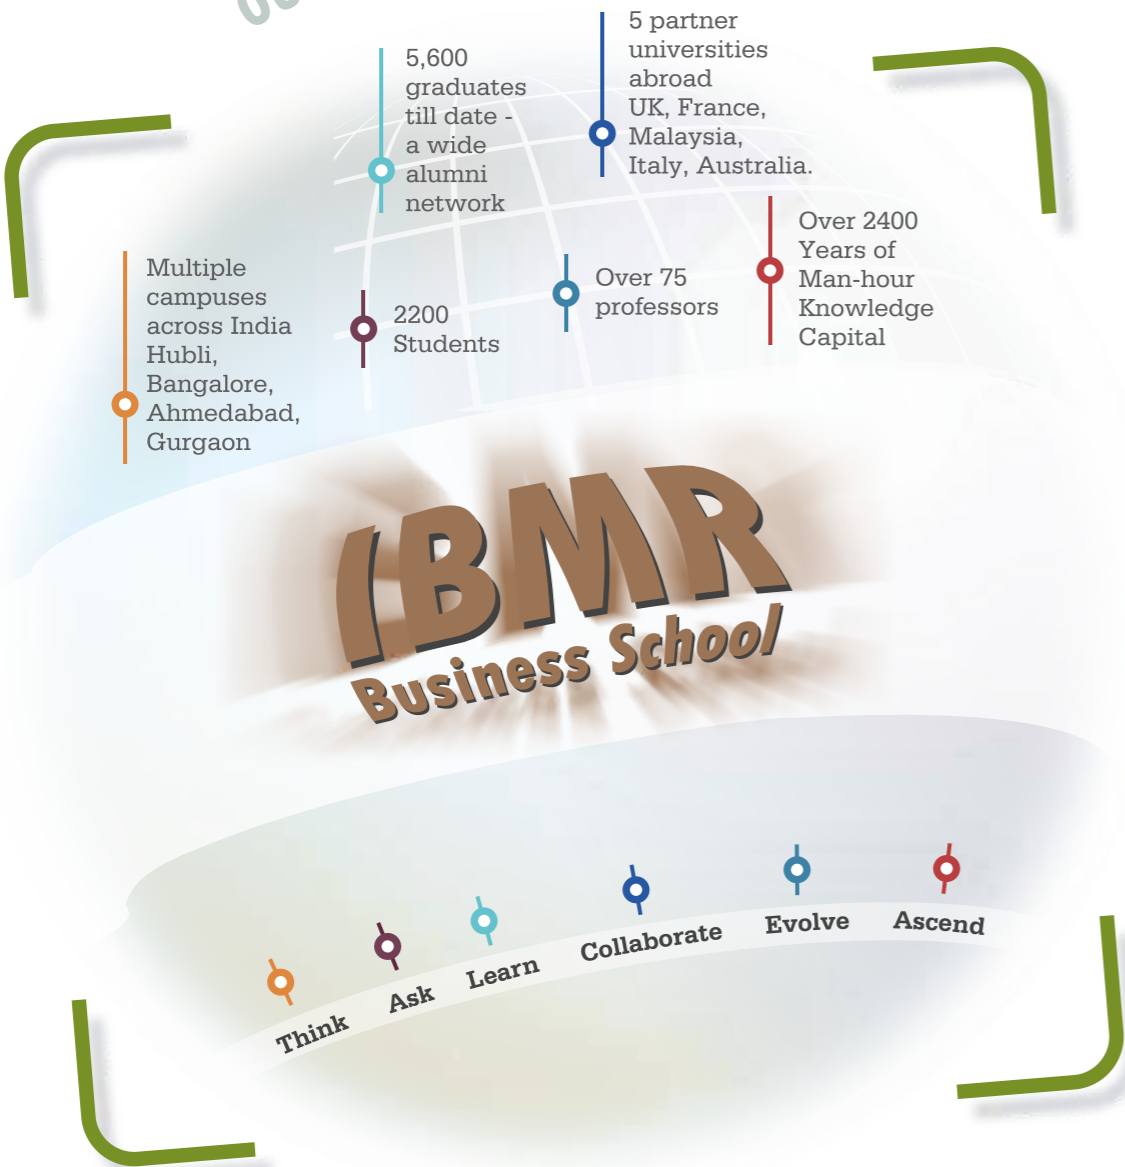 5,600
graduates
till date -
a wide
alumni
network
5 partner
universities
abroad
UK, France,
Malaysia,
Italy, Australia.
Multiple
campuses
across India
Hubli,
Bangalore,
Ahmedabad,
Gurgaon
2200
Students
Over 75
professors
Over 2400
Years of
Man-hour
Knowledge
Capital
IBMR
Business School
Think
Ask
Learn
Collaborate
Evolve
Ascend